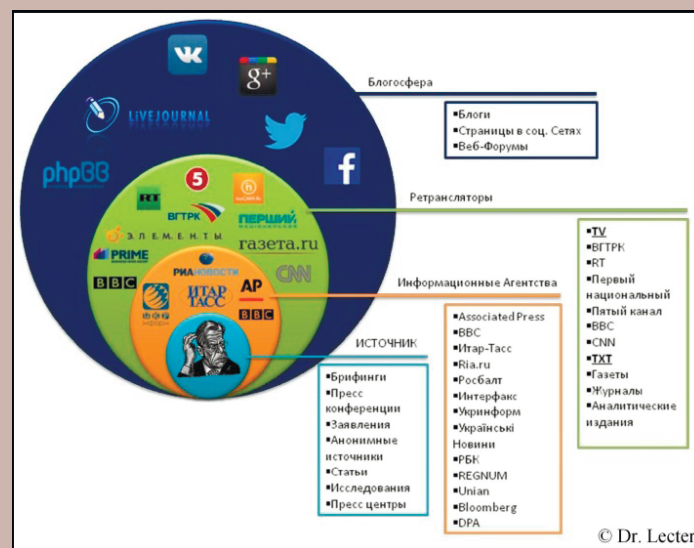 g+
LiVEJOURNAL
phpBB
f
Блогосфера
Блоги
Страницы в соц. Сетях
Веб-Форумы
5
RT
ВГТРК
ПЕРШИЙ
ЭЛЕМЕНТЫ
газета.ru
PRIME
BBC
CNN
Ретрансляторы
TV
ВГТРК
RT
Первый
национальный
Пятый канал
BBC
CNN
TXT
Газеты
Журналы
Аналитические
издания
РИАНОВОСТИ
ИТАР
ТАСС
AP
BBC
Информационные Агентства
Associated Press
BBC
Итар-Тасс
Ria.ru
Росбалт
Интерфакс
Укринформ
Українські
Новини
РБК
REGNUM
Unian
Bloomberg
DPA
ИСТОЧНИК
Брифинги
Пресс
конференции
Заявления
Анонимные
источники
Статьи
Исследования
Пресс центры
© Dr. Lecter